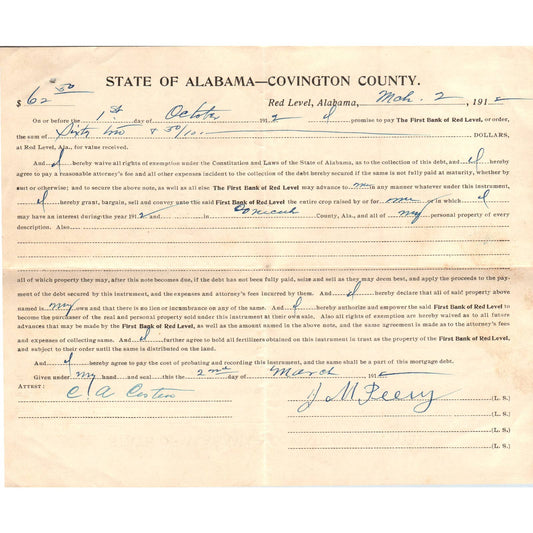 STATE OF ALABAMA—COVINGTON COUNTY.
$ 62 50
Red Level, Alabama, Mch. 2, 191
On or before the 1st day of October 1912 I promise to pay The First Bank of Red Level, or order,
the sum of Sixty two & 50/10 DOLLARS,
at Red Level, Ala., for value received.
And I hereby waive all rights of exemption under the Constitution and Laws of the State of Alabama, as to the collection of this debt, and I hereby
agree to pay a reasonable attorney's fee and all other expenses incident to the collection of the debt hereby secured if the same is not fully paid at maturity, whether by
suit or otherwise; and to secure the above note, as well as all else The First Bank of Red Level may advance to me in any manner whatever under this instrument,
I hereby grant, bargain, sell and convey unto the said First Bank of Red Level the entire crop raised by or for me or in which I
may have an interest during the year 1912 and in Conecuh County, Ala., and all of my personal property of every
description. Also
all of which property they may, after this note becomes due, if the debt has not been fully paid, seize and sell as they may deem best, and apply the proceeds to the pay-
ment of the debt secured by this instrument, and the expenses and attorney's fees incurred by them. And I hereby declare that all of said property above
named is my own and that there is no lien or incumbrance on any of the same. And I hereby authorize and empower the said First Bank of Red Level to
become the purchaser of the real and personal property sold under this instrument at their own sale. Also all rights of exemption are hereby waived as to all future
advances that may be made by the First Bank of Red Level, as well as the amount named in the above note, and the same agreement is made as to the attorney's fees
and expenses of collecting same. And I further agree to hold all fertilizers obtained on this instrument in trust as the property of the First Bank of Red Level,
and subject to their order until the same is distributed on the land.
And I hereby agree to pay the cost of probating and recording this instrument, and the same shall be a part of this mortgage debt.
Given under my hand and seal this the 2nd day of March 191
ATTEST:
C. A.
J M Peevy (L. S.)
(L. S.)
(L. S.)
(L. S.)